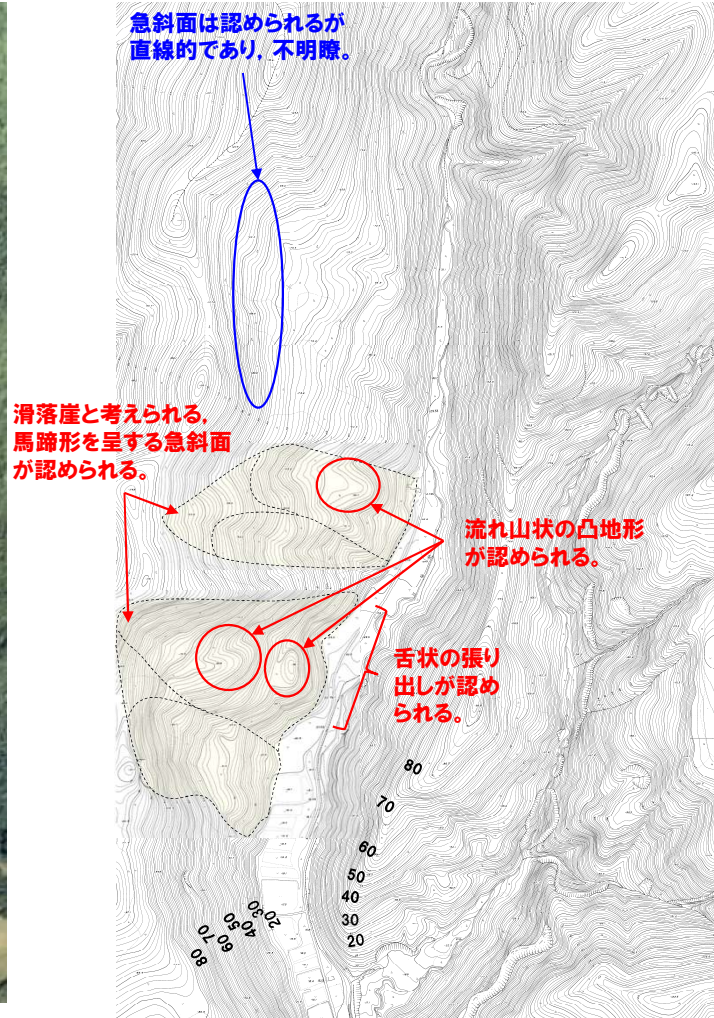 急斜面は認められるが
直線的であり，不明瞭。
滑落崖と考えられる，
馬蹄形を呈する急斜面
が認められる。
流れ山状の凸地形
が認められる。
舌状の張り
出しが認め
られる。
80
70
60
50
40
30
20
20
30
40
50
60
70
80